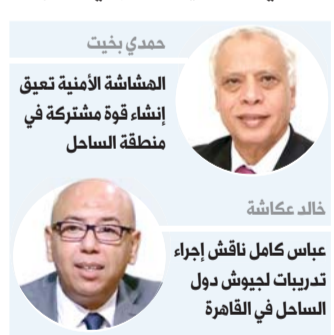 حمدي بخيت
الهشاشة الأمنية تعيق
إنشاء قوة مشتركة في
منطقة الساحل
خالد عكاشة
عباس كامل ناقش إجراء
تدريبات لجيوش دول
الساحل في القاهرة